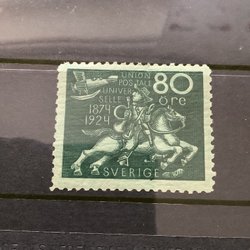 UNION
POSTALE
UNIVER
SELLE
1874
1924
80
ÖRE
SVERIGE